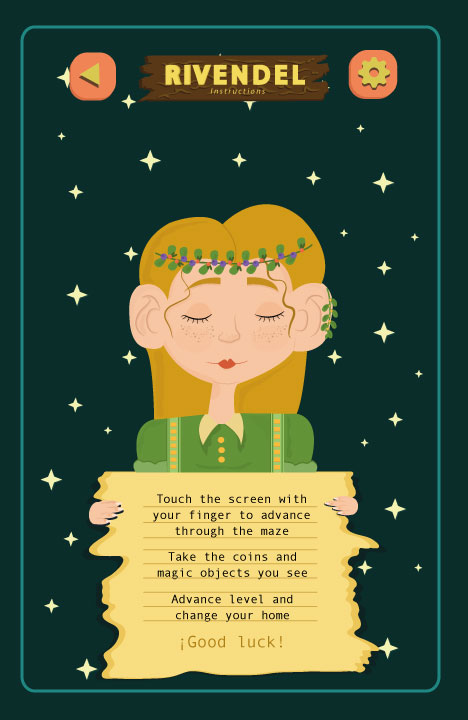 RIVENDEL
Instructions
Touch the screen with
your finger to advance
through the maze
Take the coins and
magic objects you see
Advance level and
change your home
¡Good luck!